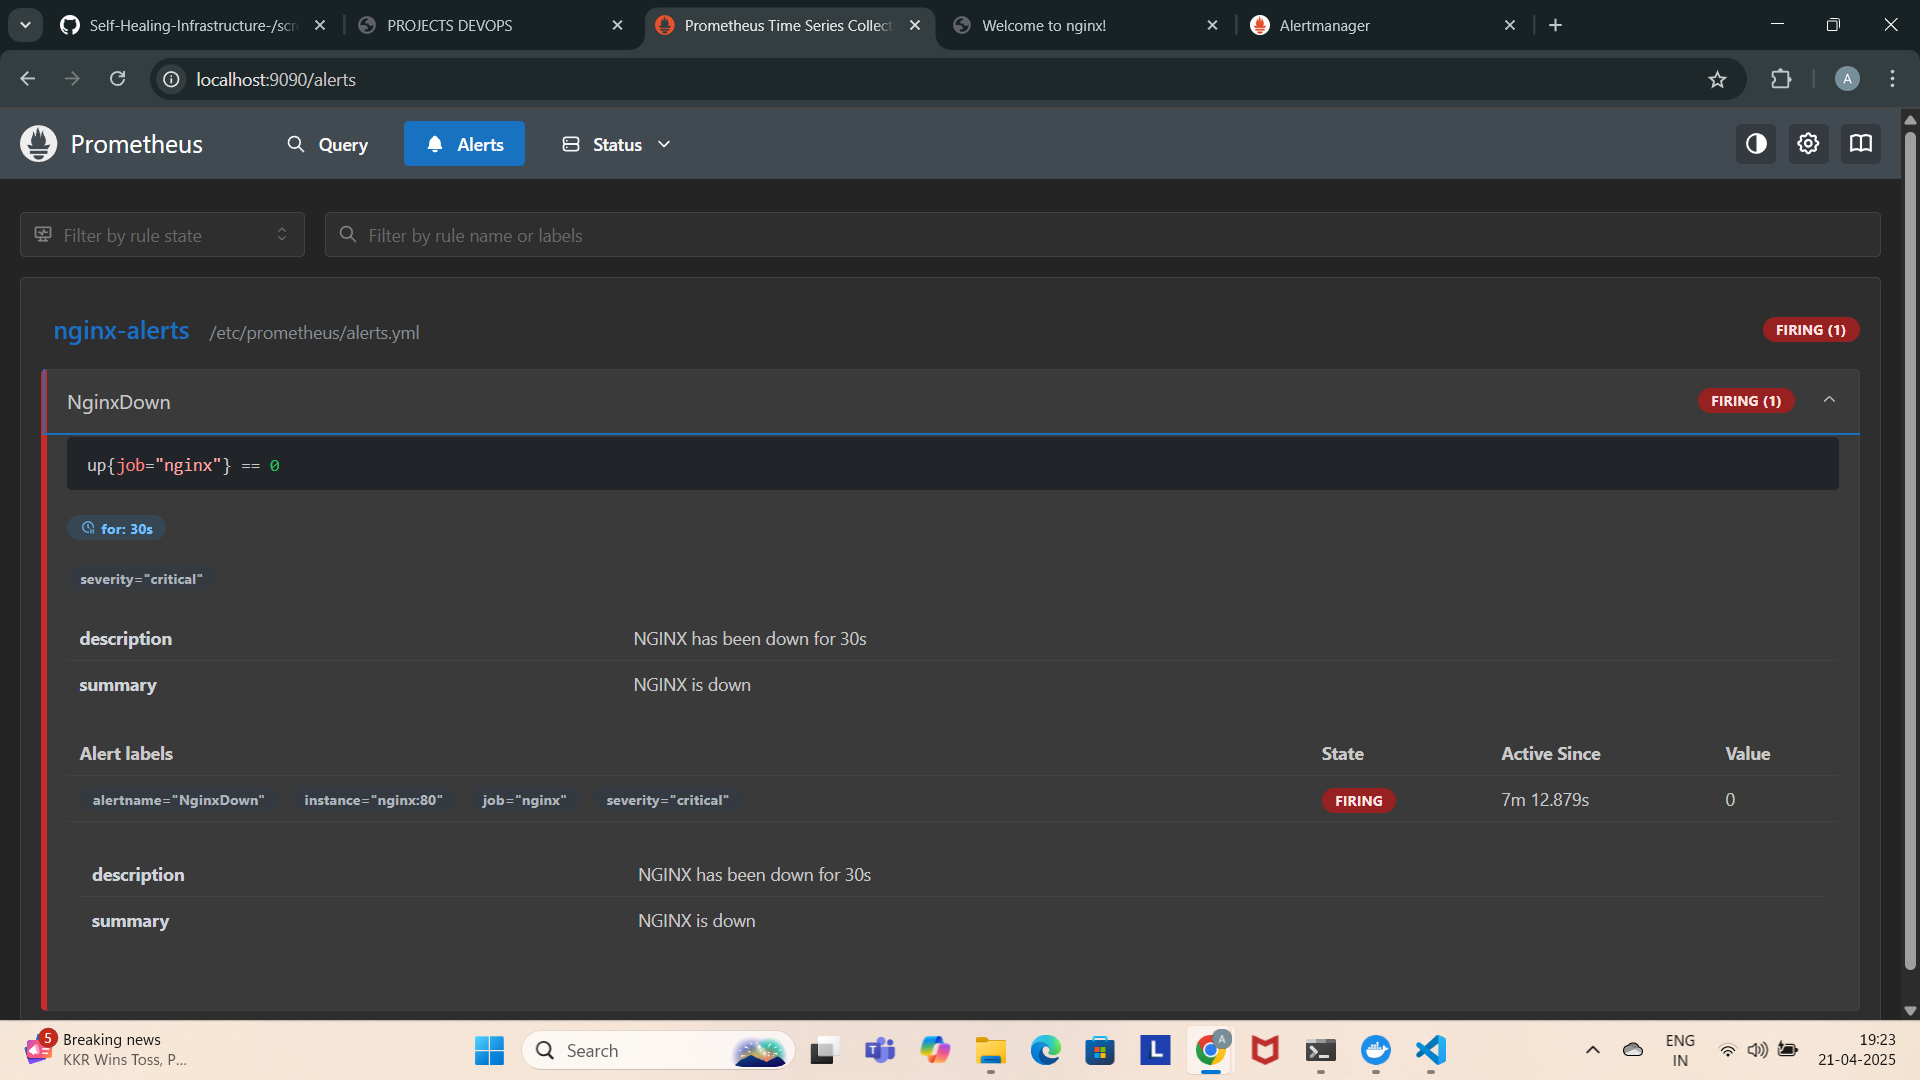 Self-Healing-Infrastructure-/scr
PROJECTS DEVOPS
Prometheus Time Series Collect
Welcome to nginx!
Alertmanager
localhost:9090/alerts
A
Prometheus
Query
Alerts
Status
Filter by rule state
Filter by rule name or labels
nginx-alerts /etc/prometheus/alerts.yml
FIRING (1)
NginxDown
FIRING (1)
up{job="nginx"} == 0
for: 30s
severity="critical"
description NGINX has been down for 30s
summary NGINX is down
Alert labels State Active Since Value
alertname="NginxDown" instance="nginx:80" job="nginx" severity="critical" FIRING 7m 12.879s 0
description NGINX has been down for 30s
summary NGINX is down
5
Breaking news
KKR Wins Toss, P...
Search
L
A
ENG
IN
19:23
21-04-2025